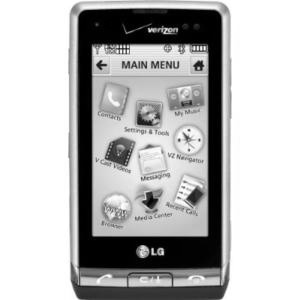 verizon
MAIN MENU
Contacts
Settings & Tools
My Music
V Cast Videos
Messaging
VZ Navigator
Browser
Media Center
Recent Calls
LG